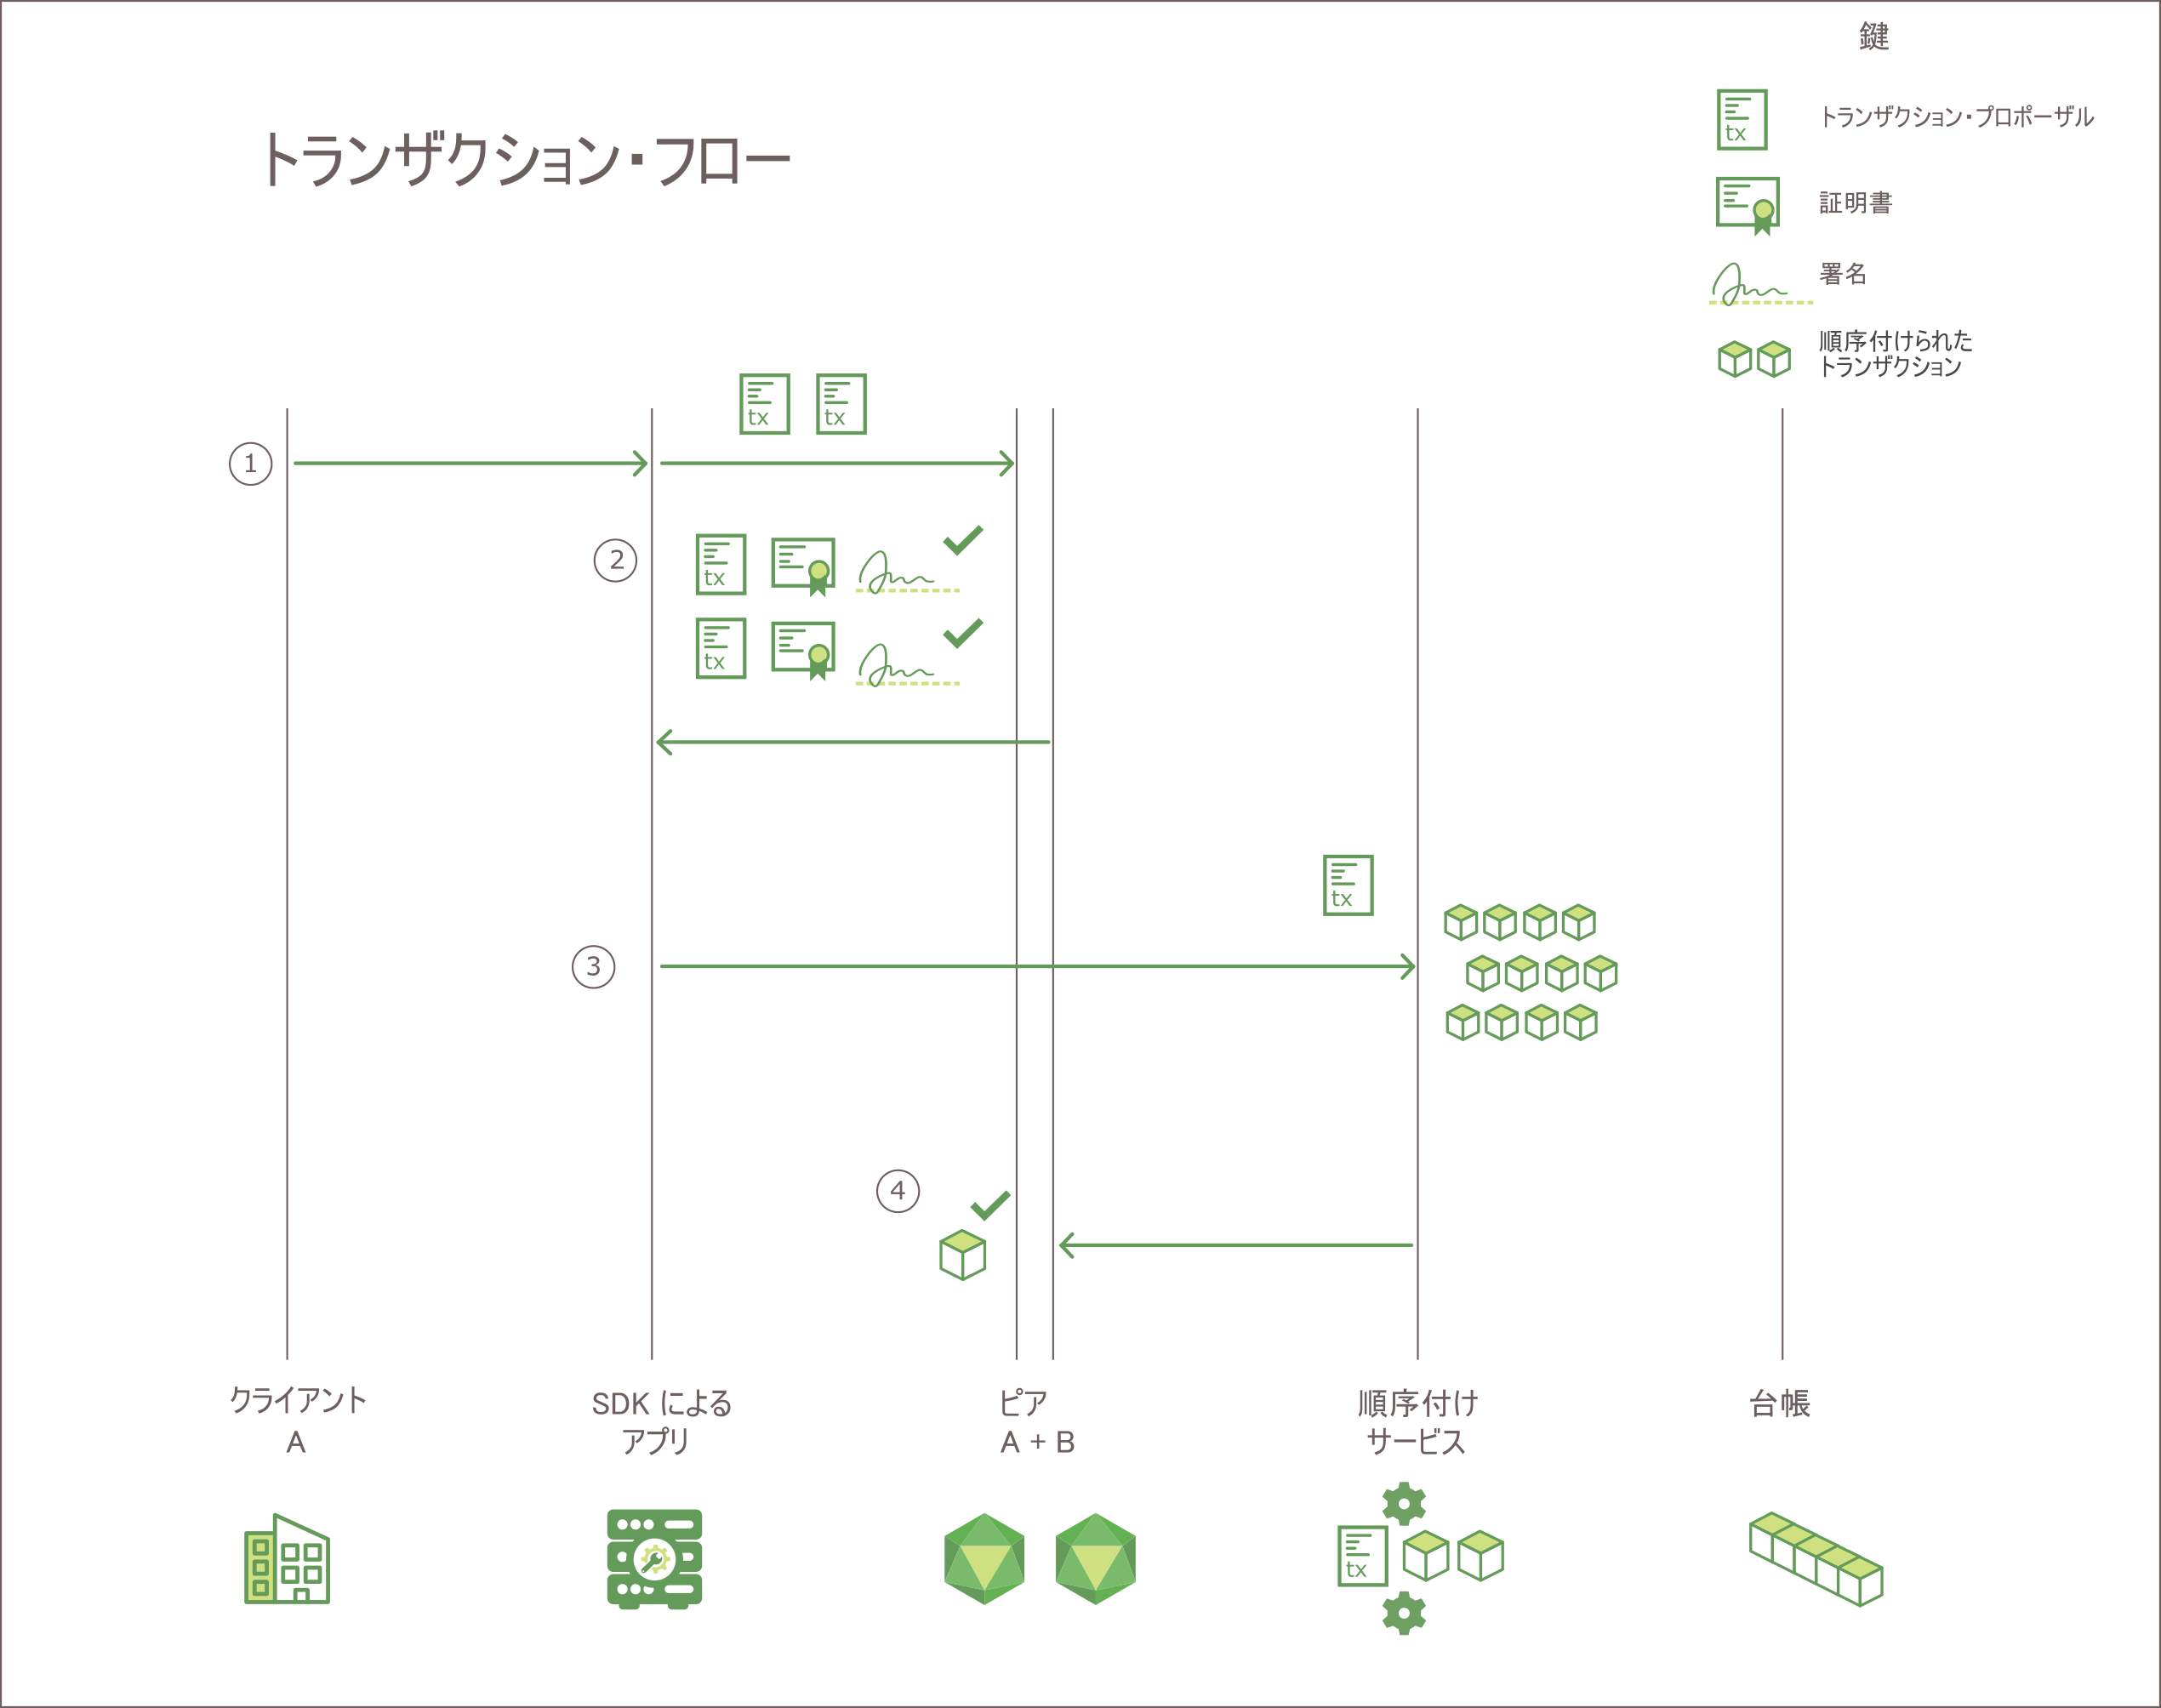 鍵
トランザクション・プロポーザル
証明書
署名
順序付けられた
トランザクション
トランザクション・フロー
tx
tx
tx
1
2
tx
tx
tx
3
4
クライアント
A
SDK による
アプリ
ピア
A + B
順序付け
サービス
台帳
tx